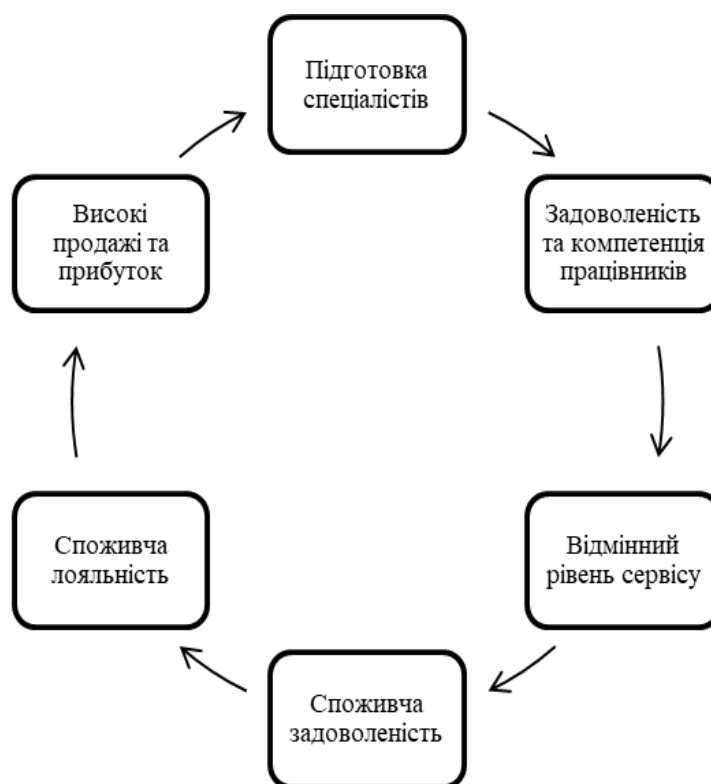 Підготовка
спеціалістів
Задоволеність
та компетенція
працівників
Відмінний
рівень сервісу
Споживча
задоволеність
Споживча
лояльність
Високі
продажі та
прибуток